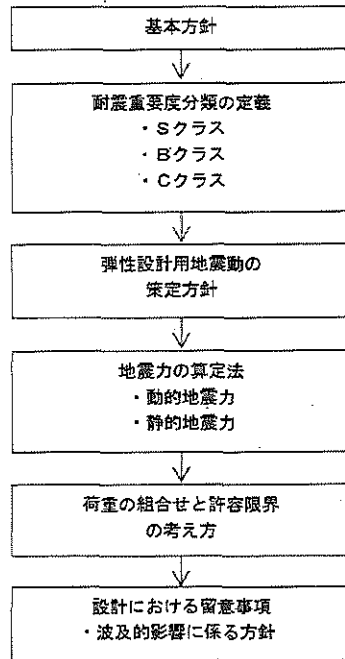 基本方針
耐震重要度分類の定義
・Sクラス
・Bクラス
・Cクラス
弾性設計用地震動の
策定方針
地震力の算定法
・動的地震力
・静的地震力
荷重の組合せと許容限界
の考え方
設計における留意事項
・波及的影響に係る方針